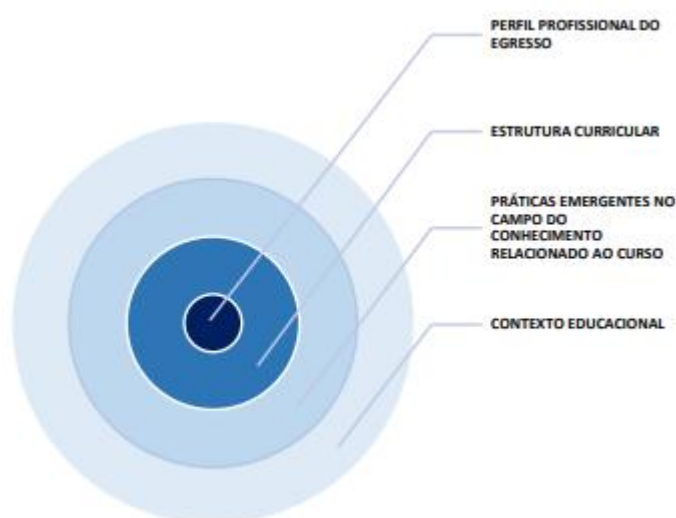 PERFIL PROFISSIONAL DO
EGRESSO
ESTRUTURA CURRICULAR
PRÁTICAS EMERGENTES NO
CAMPO DO
CONHECIMENTO
RELACIONADO AO CURSO
CONTEXTO EDUCACIONAL